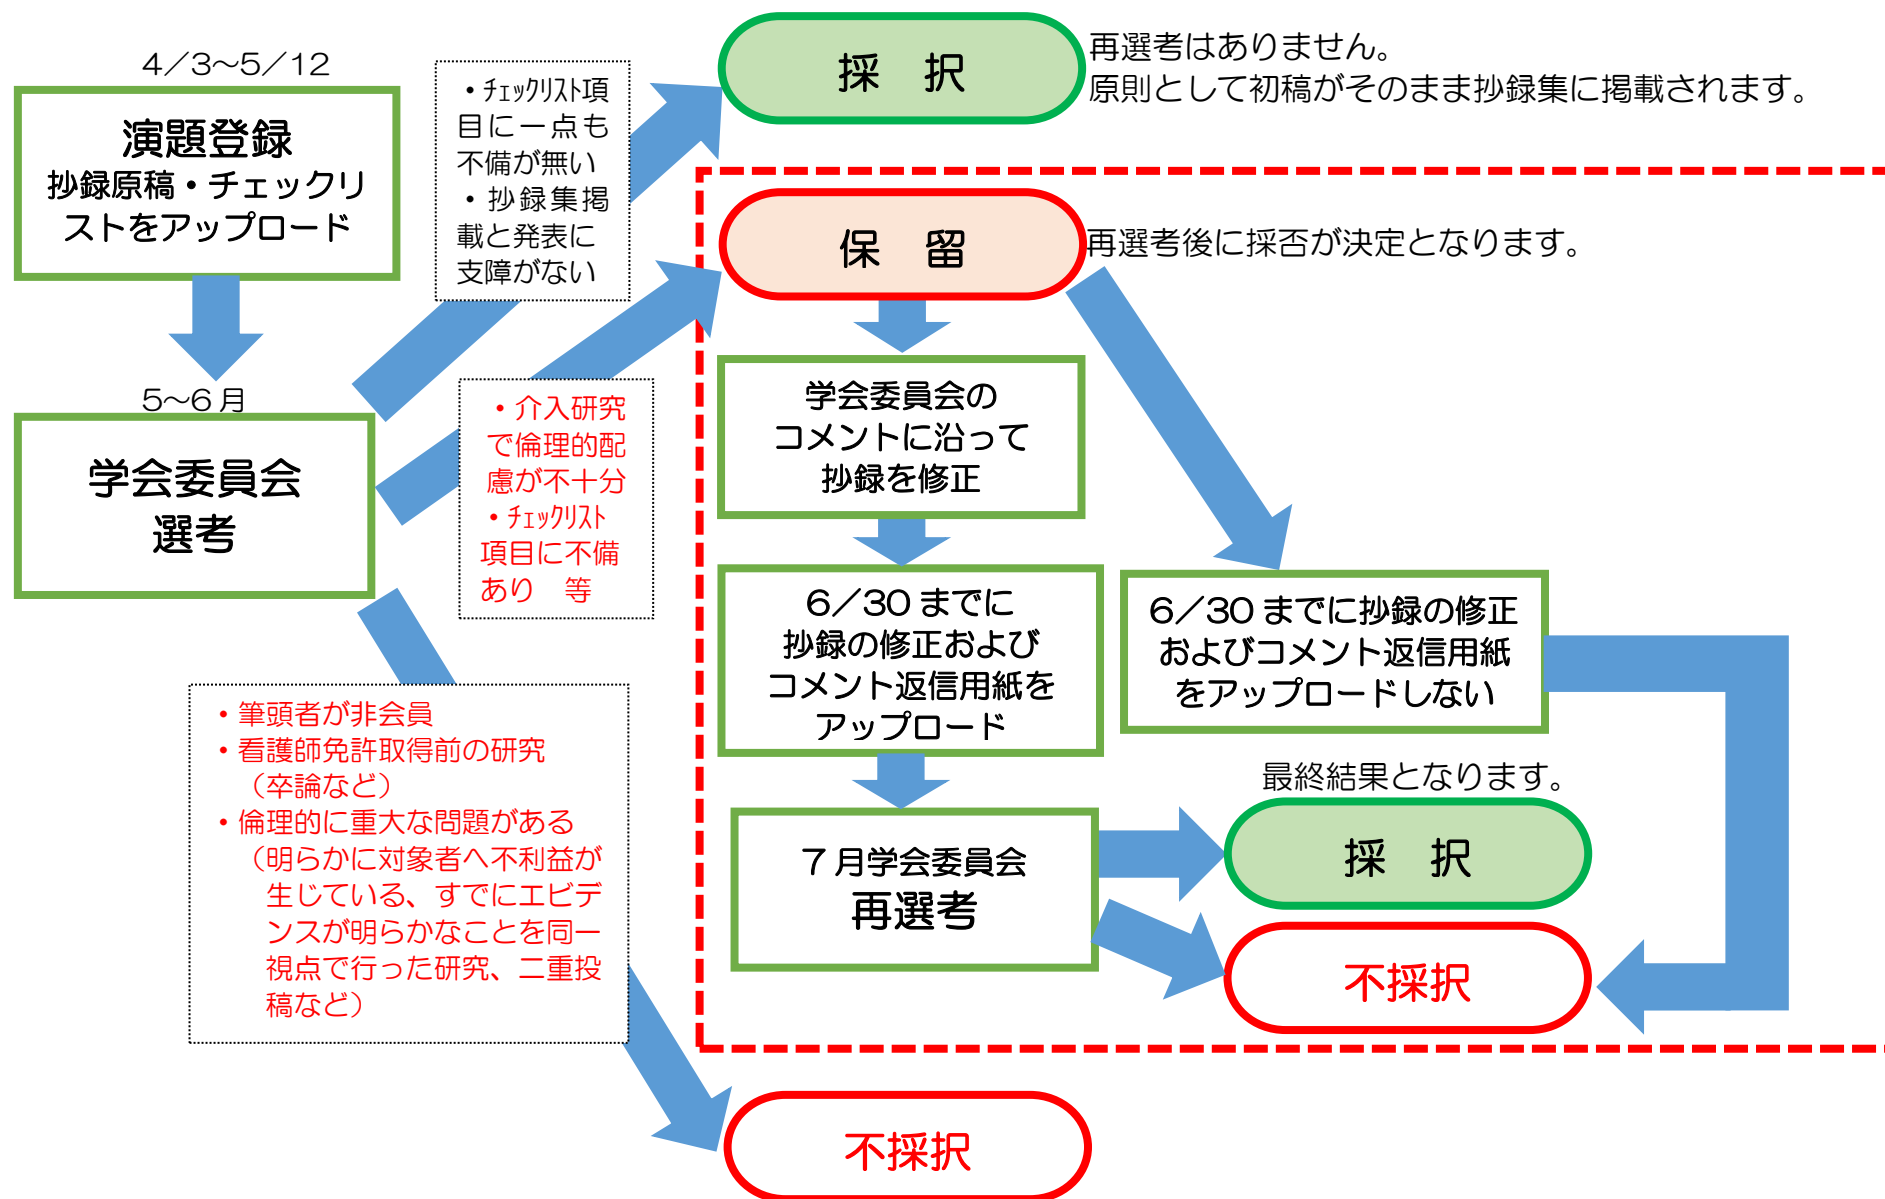 4／3～5／12
演題登録
抄録原稿・チェックリ
ストをアップロード
5～6月
学会委員会
選考
・ﾁｪｯｸﾘｽﾄ項
目に一点も
不備が無い
・抄録集掲
載と発表に
支障がない
・介入研究
で倫理的配
慮が不十分
・ﾁｪｯｸﾘｽﾄ
項目に不備
あり　等
・筆頭者が非会員
・看護師免許取得前の研究
（卒論など）
・倫理的に重大な問題がある
（明らかに対象者へ不利益が
生じている、すでにエビデ
ンスが明らかなことを同一
視点で行った研究、二重投
稿など）
採　択
再選考はありません。
原則として初稿がそのまま抄録集に掲載されます。
保　留
再選考後に採否が決定となります。
学会委員会の
コメントに沿って
抄録を修正
6／30 までに
抄録の修正および
コメント返信用紙を
アップロード
6／30 までに抄録の修正
およびコメント返信用紙
をアップロードしない
7月学会委員会
再選考
最終結果となります。
採　択
不採択
不採択